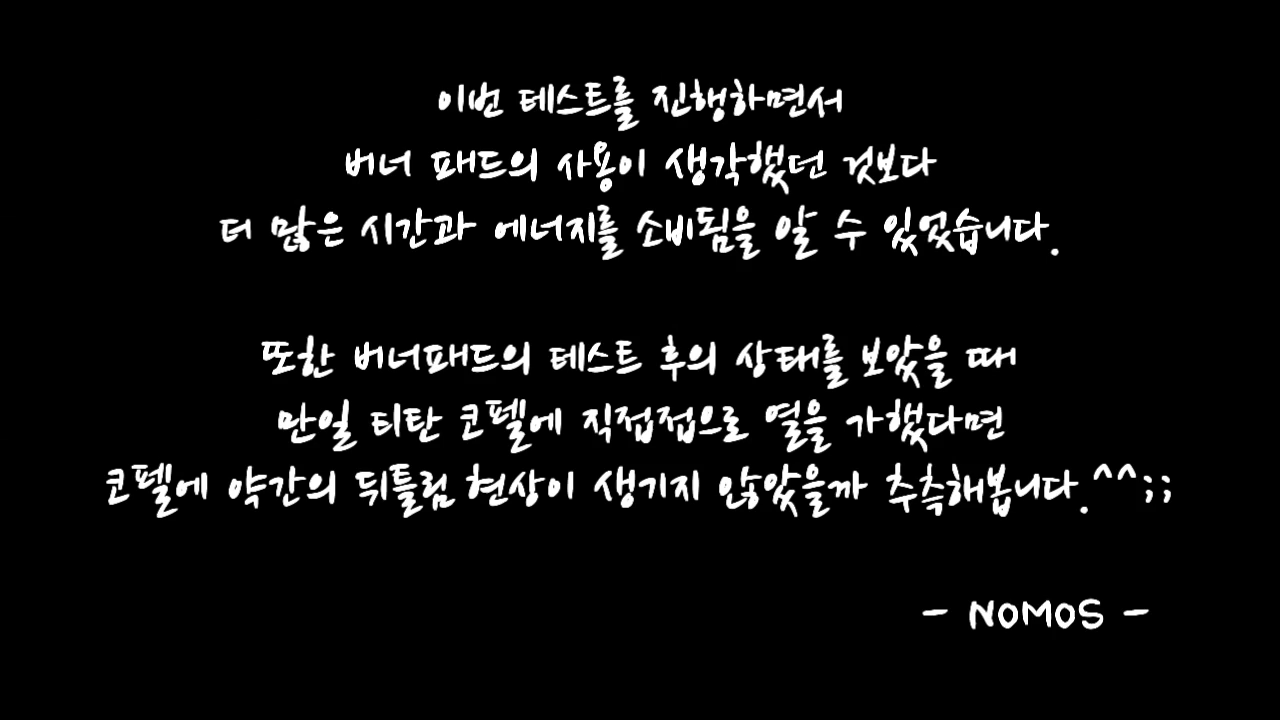 이번 테스트를 진행하면서
버너 패드의 사용이 생각했던 것보다
더 많은 시간과 에너지를 소비됨을 알 수 있었습니다.
또한 버너패드의 테스트 후의 상태를 보았을 때
만일 티탄 코펠에 직접접으로 열을 가했다면
코펠에 약간의 뒤틀림 현상이 생기지 않았을까 추측해봅니다.^^;;
- NOMOS -